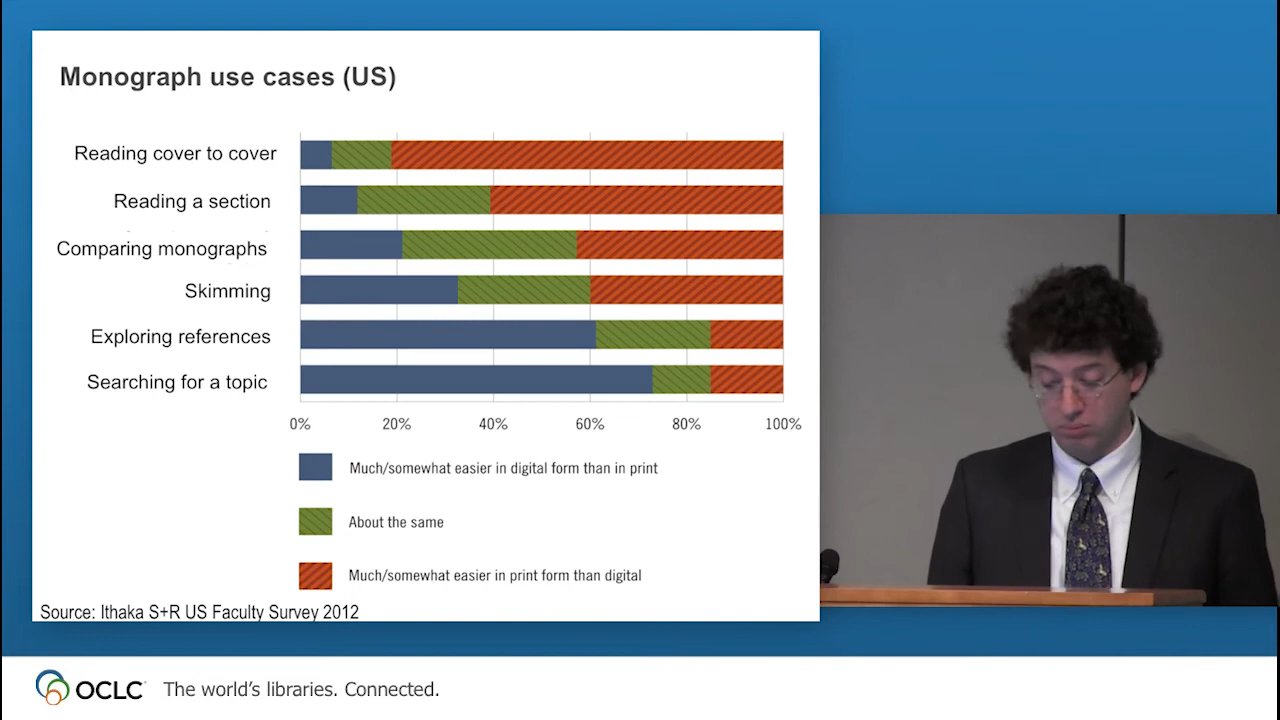 Monograph use cases (US)
Reading cover to cover
Reading a section
Comparing monographs
Skimming
Exploring references
Searching for a topic
0% 20% 40% 60% 80% 100%
Much/somewhat easier in digital form than in print
About the same
Much/somewhat easier in print form than digital
Source: Ithaka S+R US Faculty Survey 2012
OCLC The world's libraries. Connected.